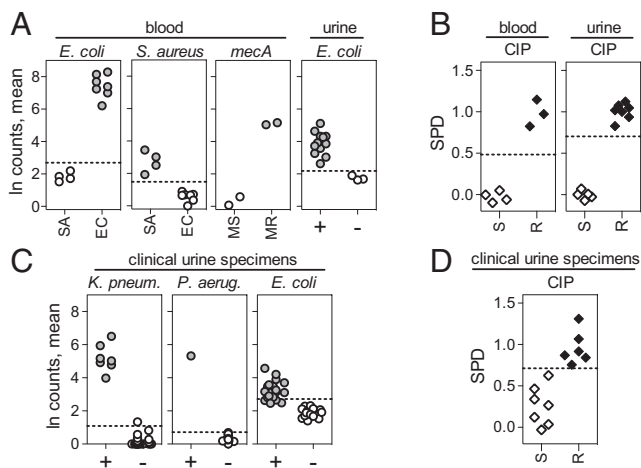 A
blood
urine
E. coli
S. aureus
mecA
E. coli
ln counts, mean
8
6
4
2
0
SA
EC
SA
EC
MS
MR
+
-
B
blood
urine
CIP
CIP
SPD
1.5
1.0
0.5
0.0
S
R
S
R
C
clinical urine specimens
K. pneum.
P. aerug.
E. coli
ln counts, mean
8
6
4
2
0
+
-
+
-
+
-
D
clinical urine specimens
CIP
SPD
1.5
1.0
0.5
0.0
S
R